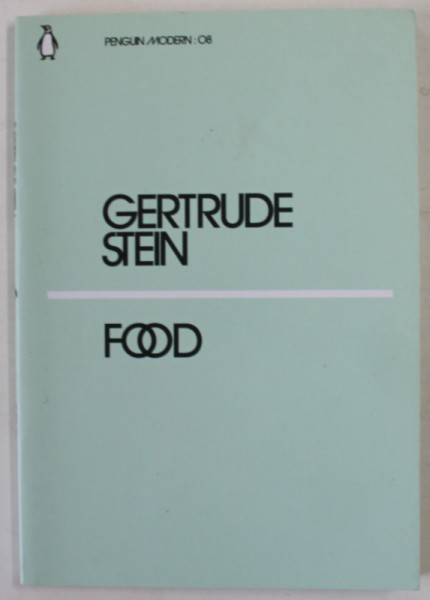 PENGUIN MODERN: 08
GERTRUDE
STEIN
FOOD